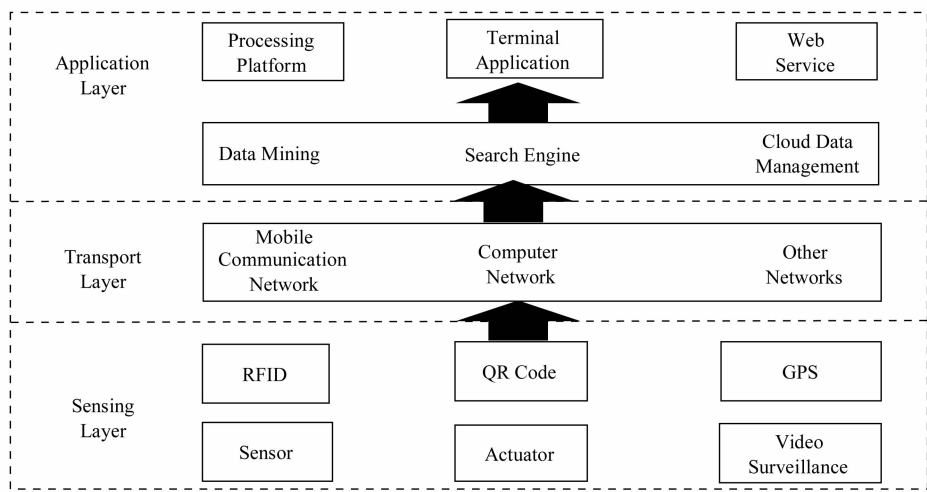 Application
Layer
Processing
Platform
Terminal
Application
Web
Service
Data Mining
Search Engine
Cloud Data
Management
Transport
Layer
Mobile
Communication
Network
Computer
Network
Other
Networks
Sensing
Layer
RFID
QR Code
GPS
Sensor
Actuator
Video
Surveillance